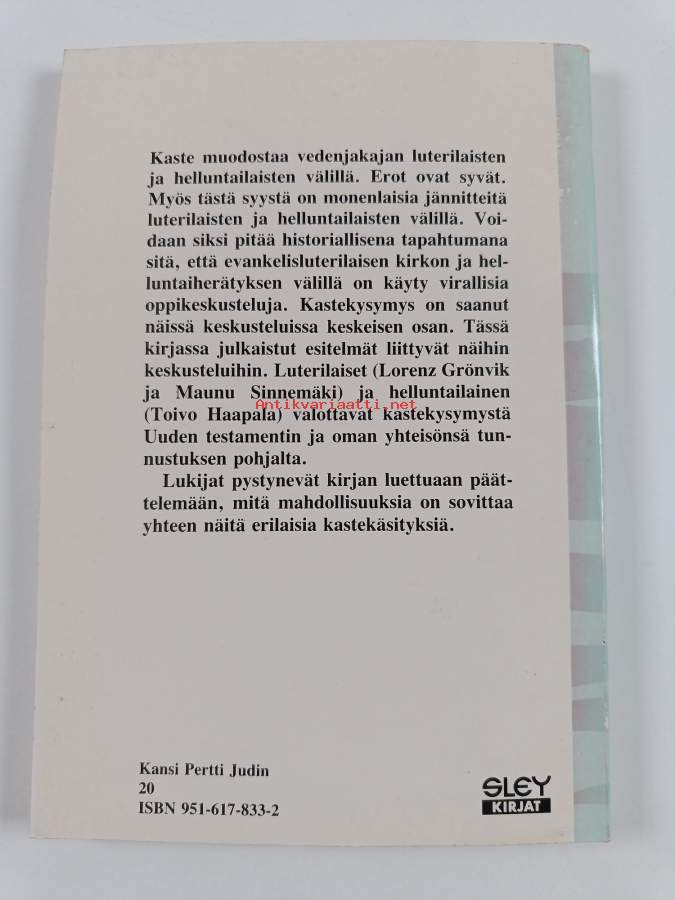 Kaste muodostaa vedenjakajan luterilaisten
ja helluntailaisten välillä. Erot ovat syvät.
Myös tästä syystä on monenlaisia jännitteitä
luterilaisten ja helluntailaisten välillä. Voi-
daan siksi pitää historiallisena tapahtumana
sitä, että evankelisluterilaisen kirkon ja hel-
luntaiherätyksen välillä on käyty virallisia
oppikeskusteluja. Kastekysymys on saanut
näissä keskusteluissa keskeisen osan. Tässä
kirjassa julkaistut esitelmät liittyvät näihin
keskusteluihin. Luterilaiset (Lorenz Grönvik
ja Maunu Sinnemäki) ja helluntailainen
Antikvariaatti.net
(Toivo Haapala) valottavat kastekysymystä
Uuden testamentin ja oman yhteisönsä tun-
nustuksen pohjalta.
Lukijat pystynevät kirjan luettuaan päät-
telemään, mitä mahdollisuuksia on sovittaa
yhteen näitä erilaisia kastekäsityksiä.
Kansi Pertti Judin
20
ISBN 951-617-833-2
SLEY
KIRJAT